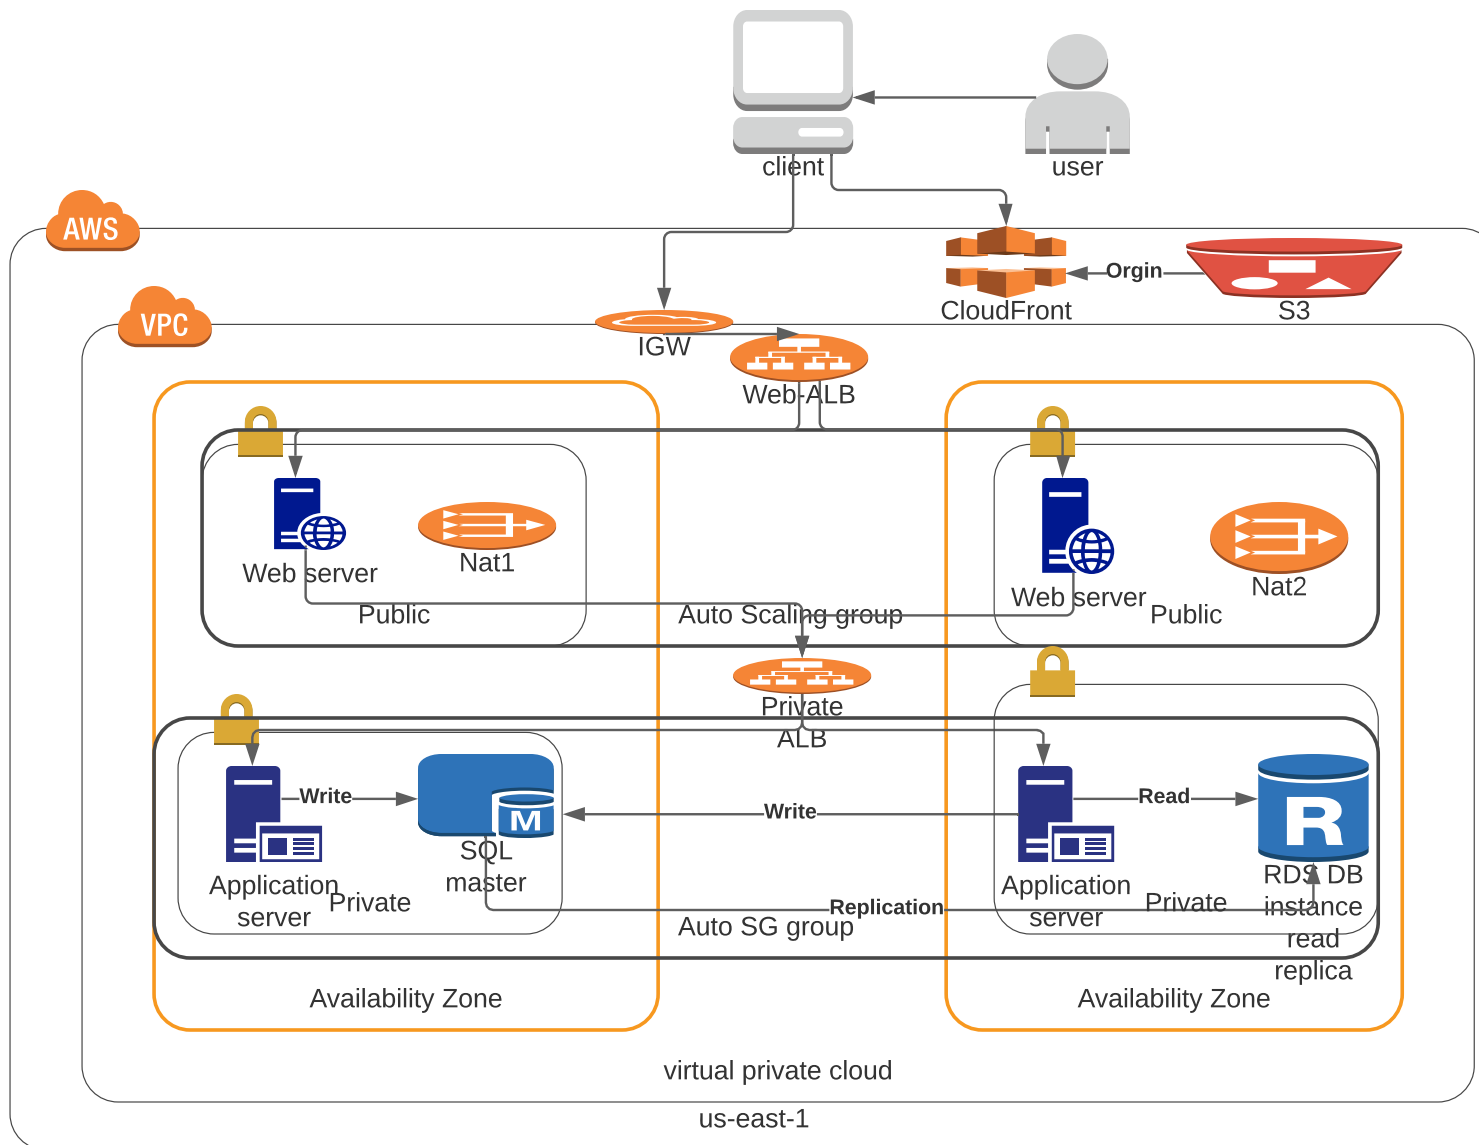 client
user
AWS
Orgin
CloudFront
S3
VPC
IGW
Web-ALB
Web server
Nat1
Public
Auto Scaling group
Web server
Nat2
Public
Private
ALB
Write
SQL
master
Application
server
Private
Write
Read
M
R
Application
server
Private
RDS DB
instance
read
replica
Replication
Auto SG group
Availability Zone
Availability Zone
virtual private cloud
us-east-1